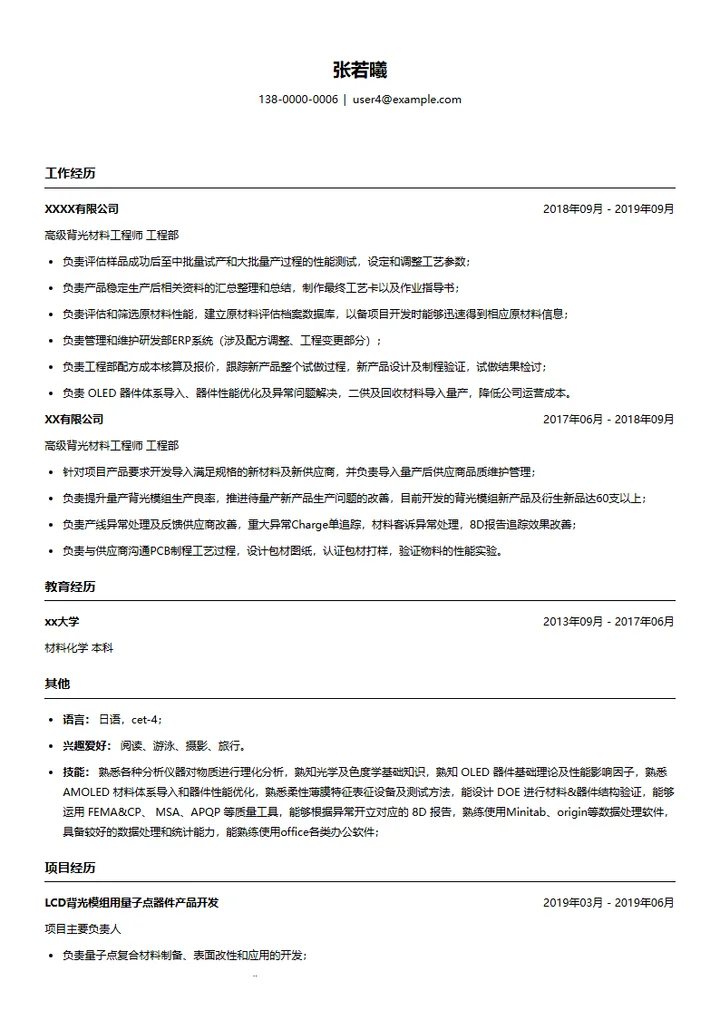 张若曦
138-0000-0006 | user4@example.com
工作经历
XXXX有限公司 2018年09月 - 2019年09月
高级背光材料工程师 工程部
• 负责评估样品成功后至中批量试产和大批量产过程的性能测试，设定和调整工艺参数；
• 负责产品稳定生产后相关资料的汇总整理和总结，制作最终工艺卡以及作业指导书；
• 负责评估和筛选原材料性能，建立原材料评估档案数据库，以备项目开发时能够迅速得到相应原材料信息；
• 负责管理和维护研发部ERP系统（涉及配方调整、工程变更部分）；
• 负责工程部配方成本核算及报价，跟踪新产品整个试做过程，新产品设计及制程验证，试做结果检讨；
• 负责 OLED 器件体系导入、器件性能优化及异常问题解决，二供及回收材料导入量产，降低公司运营成本。
XX有限公司 2017年06月 - 2018年09月
高级背光材料工程师 工程部
• 针对项目产品要求开发导入满足规格的新材料及新供应商，并负责导入量产后供应商品质维护管理；
• 负责提升量产背光模组生产良率，推进待量产新产品生产问题的改善，目前开发的背光模组新产品及衍生新品达60支以上；
• 负责产线异常处理及反馈供应商改善，重大异常Charge单追踪，材料客诉异常处理，8D报告追踪效果改善；
• 负责与供应商沟通PCB制程工艺过程，设计包材图纸，认证包材打样，验证物料的性能实验。
教育经历
xx大学 2013年09月 - 2017年06月
材料化学 本科
其他
• 语言： 日语，cet-4；
• 兴趣爱好： 阅读、游泳、摄影、旅行。
• 技能： 熟悉各种分析仪器对物质进行理化分析，熟知光学及色度学基础知识，熟知 OLED 器件基础理论及性能影响因子，熟悉
AMOLED 材料体系导入和器件性能优化，熟悉柔性薄膜特征表征设备及测试方法，能设计 DOE 进行材料&器件结构验证，能够
运用 FEMA&CP、 MSA、APQP 等质量工具，能够根据异常开立对应的 8D 报告，熟练使用Minitab、origin等数据处理软件，
具备较好的数据处理和统计能力，能熟练使用office各类办公软件；
项目经历
LCD背光模组用量子点器件产品开发 2019年03月 - 2019年06月
项目主要负责人
• 负责量子点复合材料制备、表面改性和应用的开发；